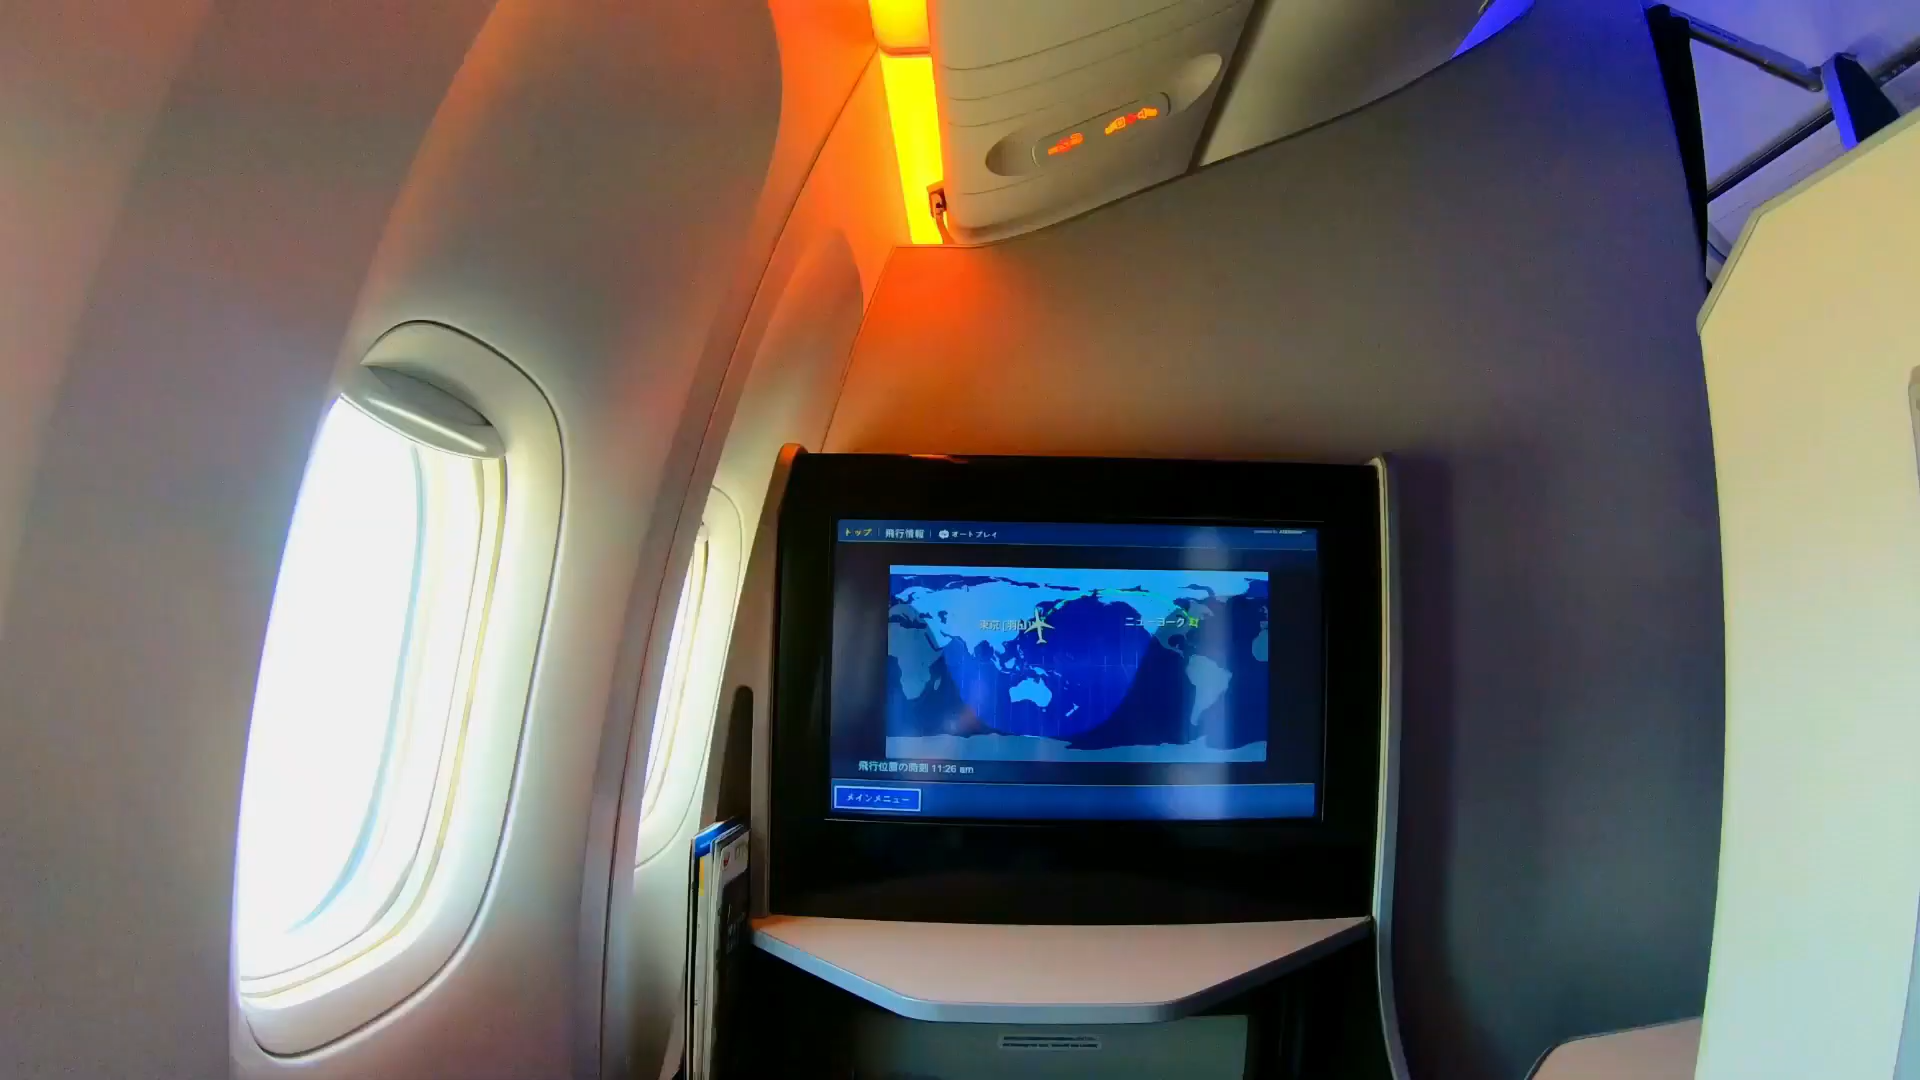 トップ | 飛行情報 | オートプレイ
東京 [羽田]
ニューヨーク
飛行位置の時刻 11:26 am
メインメニュー